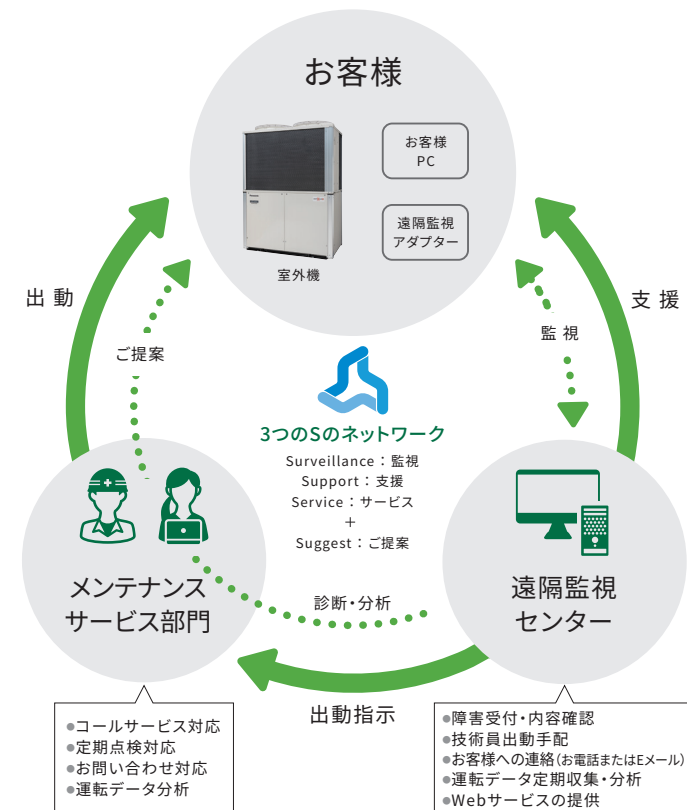 お客様
お客様
PC
遠隔監視
アダプター
室外機
出動
ご提案
監視
支援
3つのSのネットワーク
Surveillance：監視
Support：支援
Service：サービス
＋
Suggest：ご提案
メンテナンス
サービス部門
遠隔監視
センター
診断・分析
出動指示
●コールサービス対応
●定期点検対応
●お問い合わせ対応
●運転データ分析
●障害受付・内容確認
●技術員出動手配
●お客様への連絡(お電話またはEメール)
●運転データ定期収集・分析
●Webサービスの提供